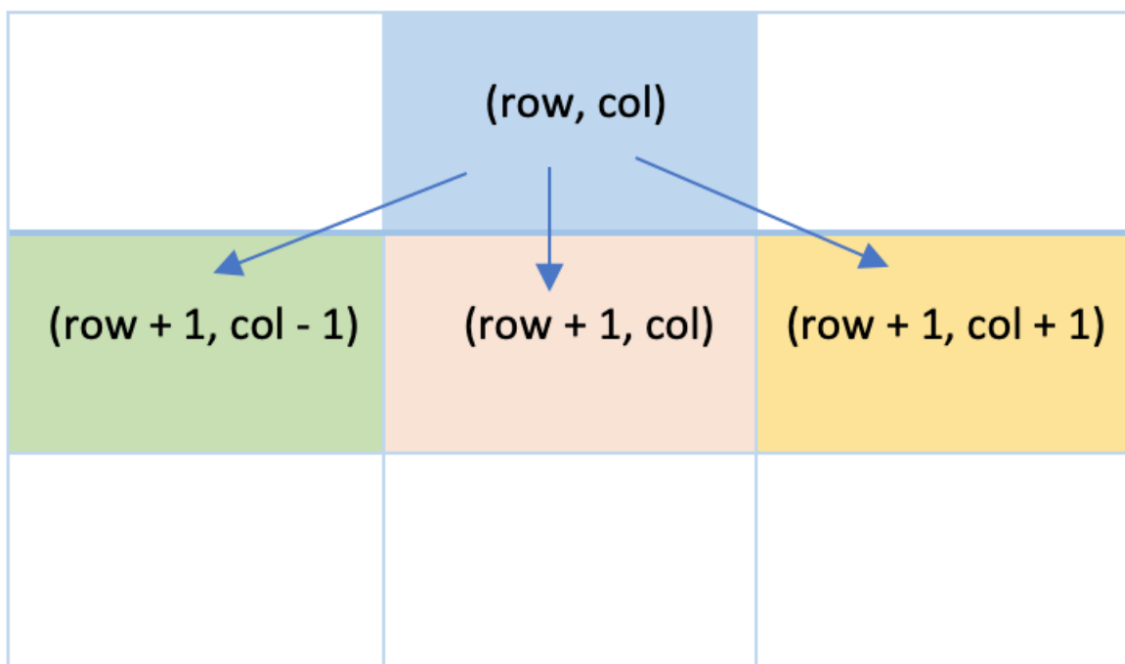 (row, col)
(row + 1, col - 1)
(row + 1, col)
(row + 1, col + 1)